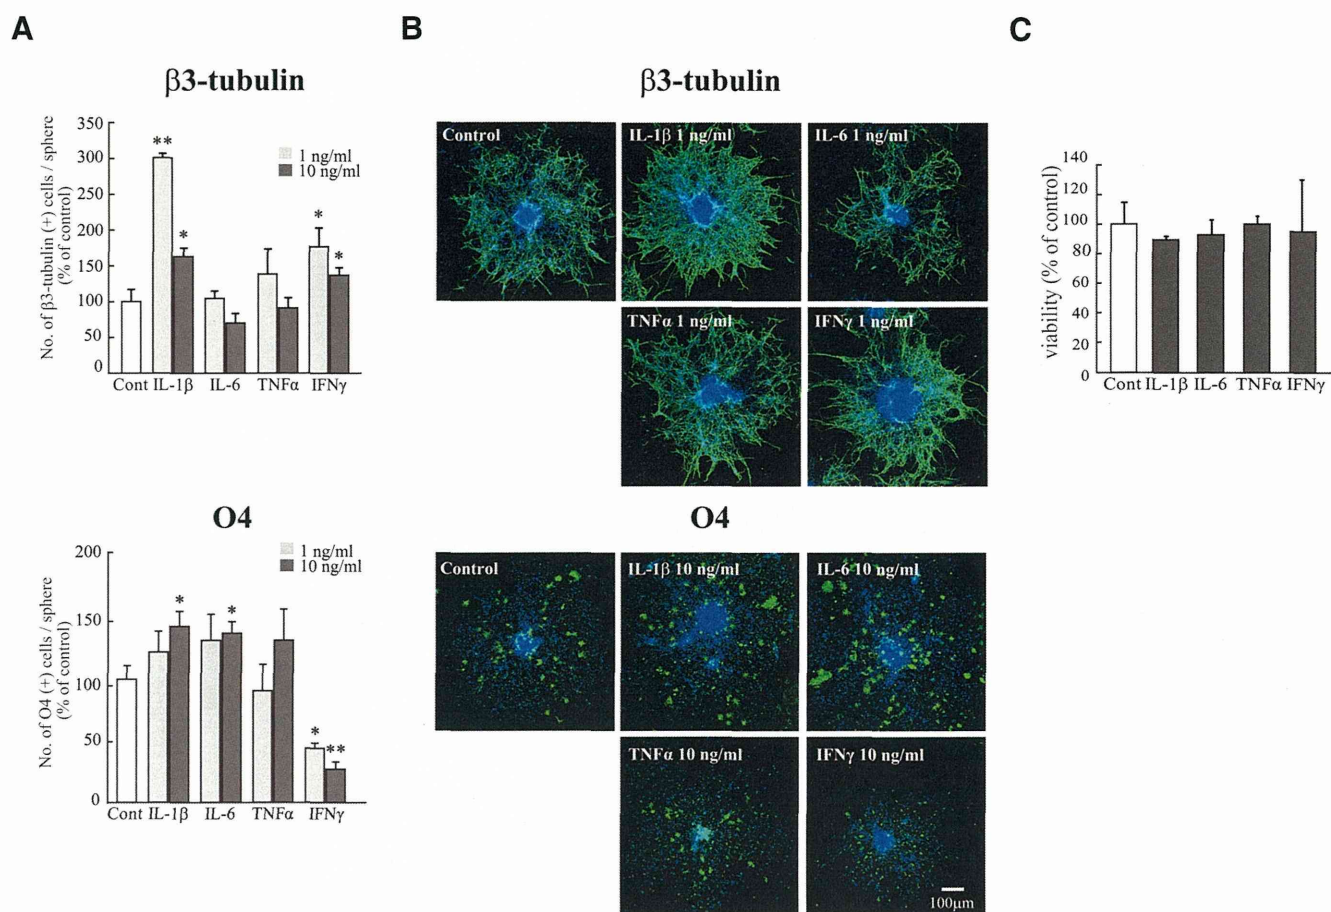 A
β3-tubulin
No. of β3-tubulin (+) cells / sphere
(% of control)
350
300
250
200
150
100
50
0
** * * *
1 ng/ml
10 ng/ml
Cont IL-1β IL-6 TNFα IFNγ
O4
No. of O4 (+) cells / sphere
(% of control)
200
150
100
50
0
* * * **
1 ng/ml
10 ng/ml
Cont IL-1β IL-6 TNFα IFNγ
B
β3-tubulin
Control IL-1β 1 ng/ml IL-6 1 ng/ml
TNFα 1 ng/ml IFNγ 1 ng/ml
O4
Control IL-1β 10 ng/ml IL-6 10 ng/ml
TNFα 10 ng/ml IFNγ 10 ng/ml
100μm
C
viability (% of control)
140
120
100
80
60
40
20
0
Cont IL-1β IL-6 TNFα IFNγ